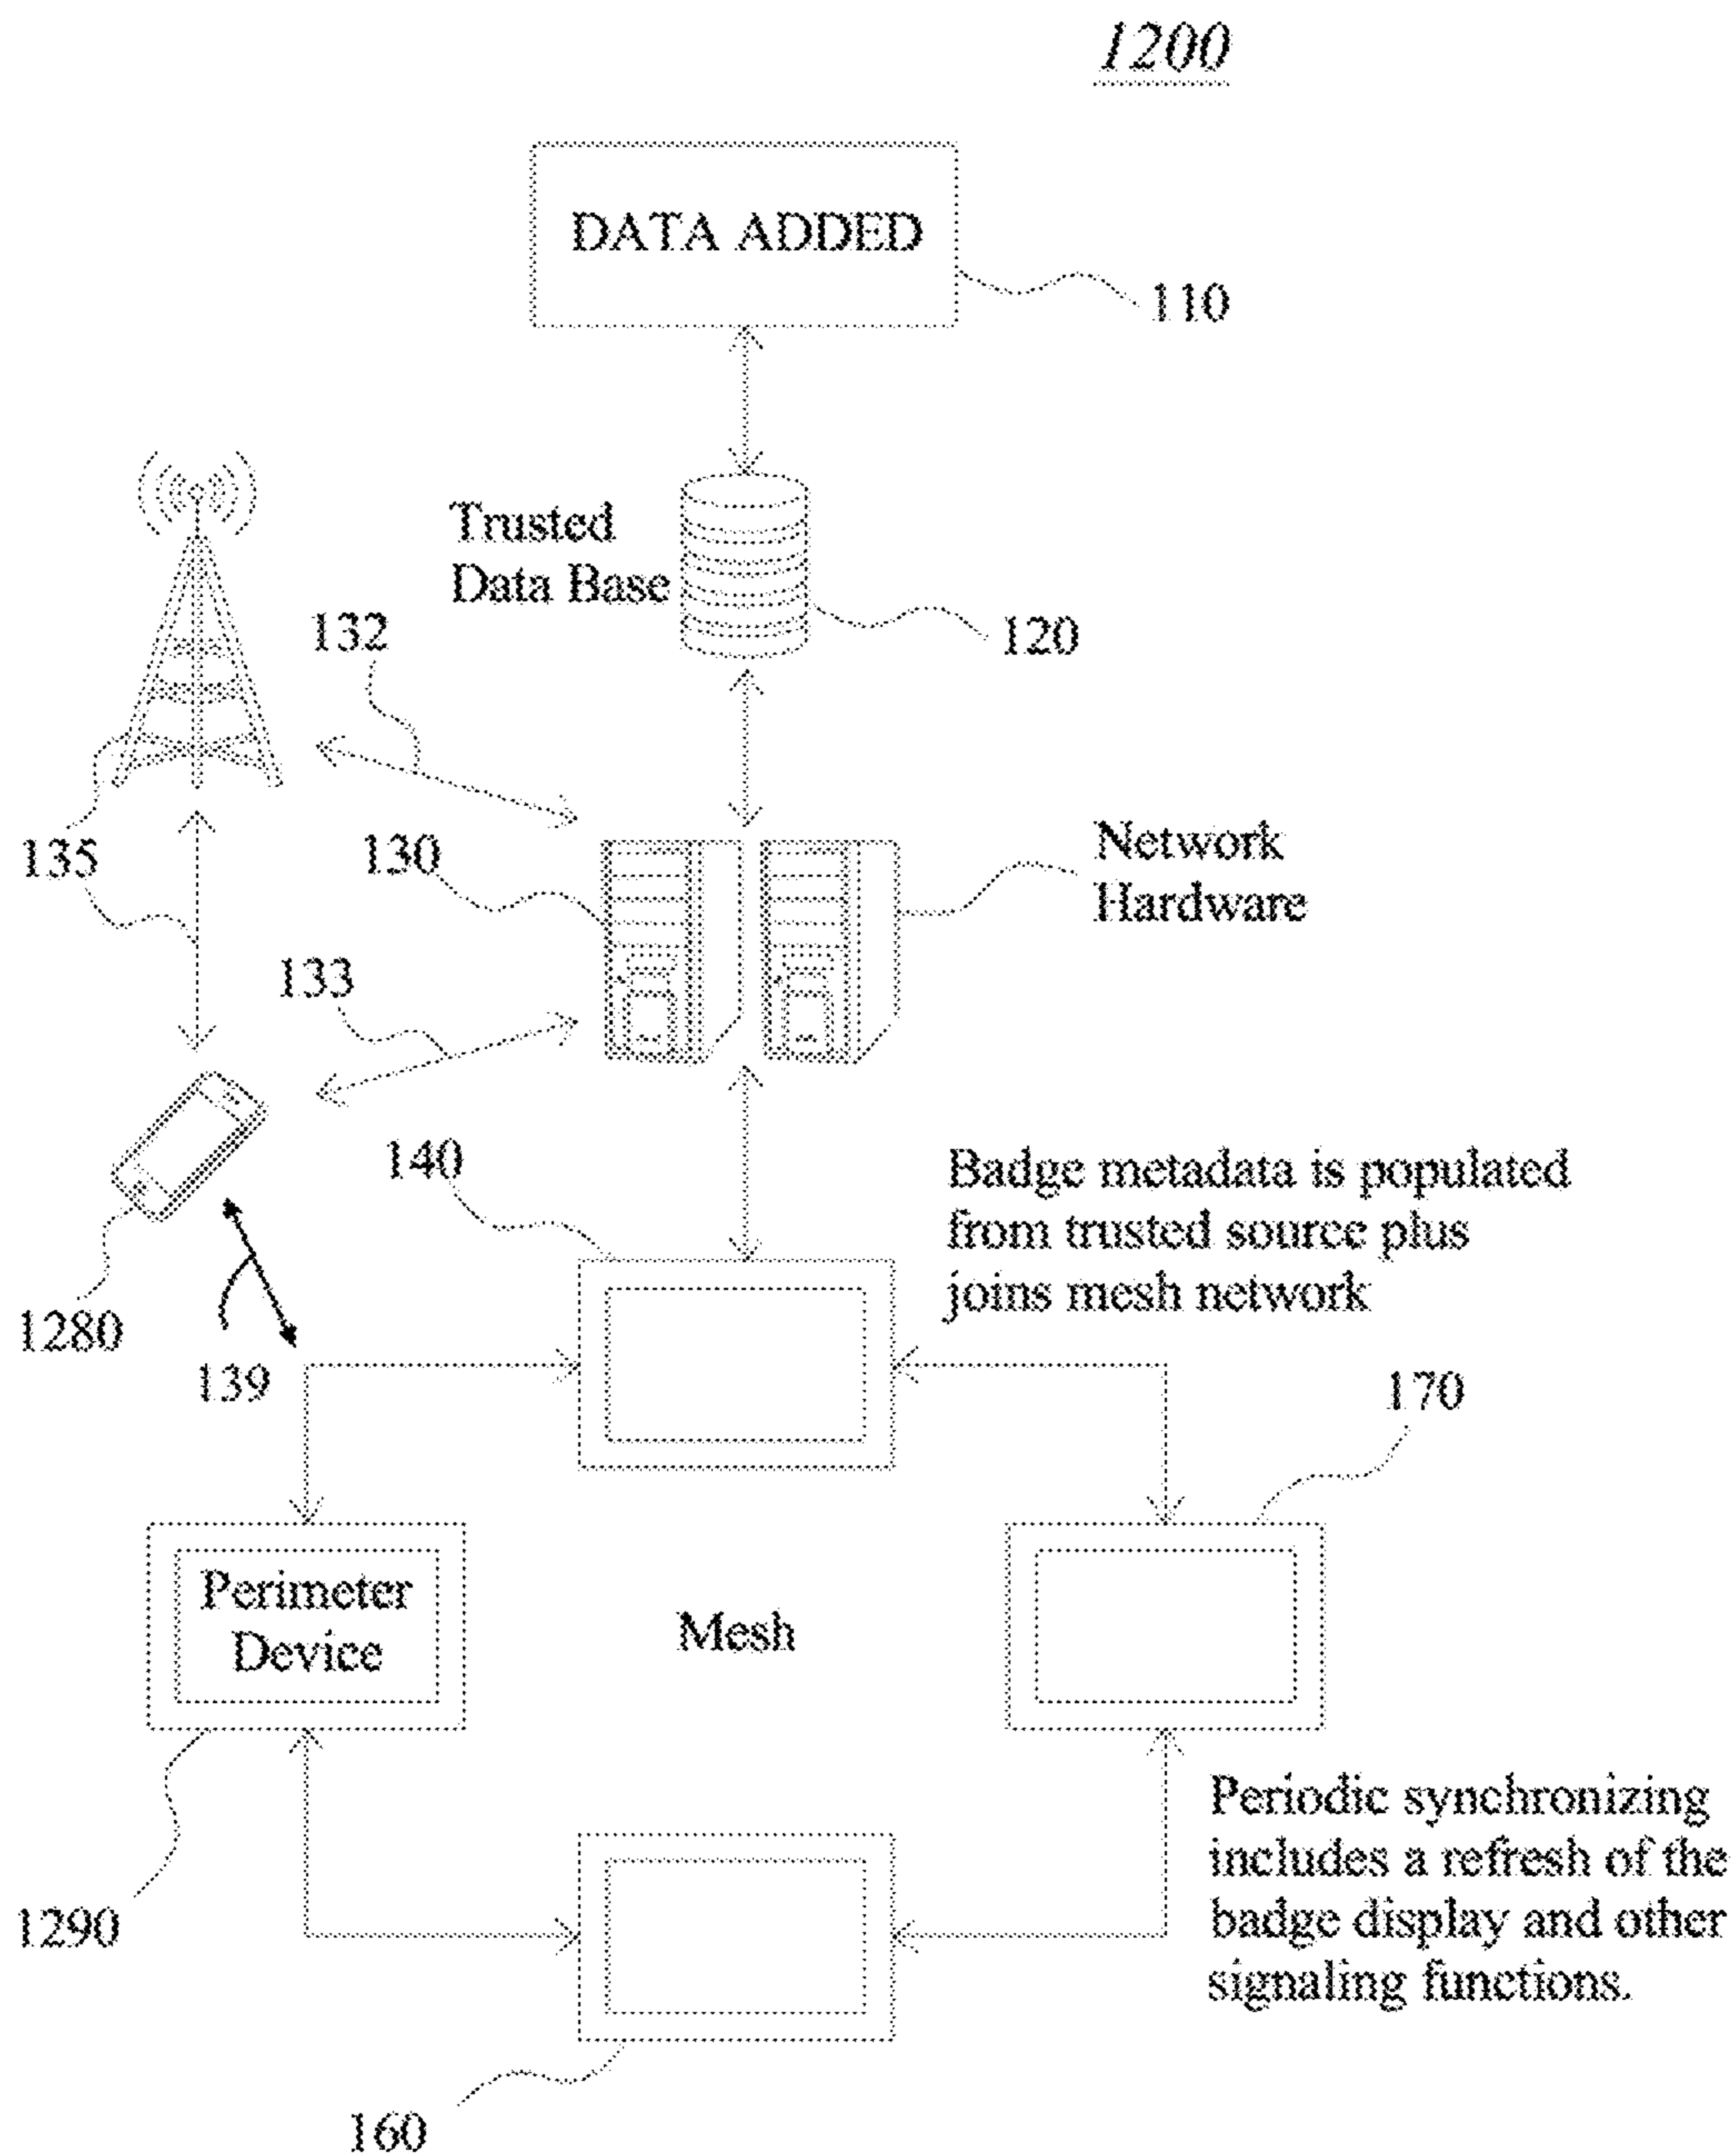 1200
DATA ADDED
110
Trusted
Data Base
120
132
135
130
Network
Hardware
133
140
Badge metadata is populated
from trusted source plus
joins mesh network
1280
139
170
Perimeter
Device
Mesh
1290
Periodic synchronizing
includes a refresh of the
badge display and other
signaling functions.
160